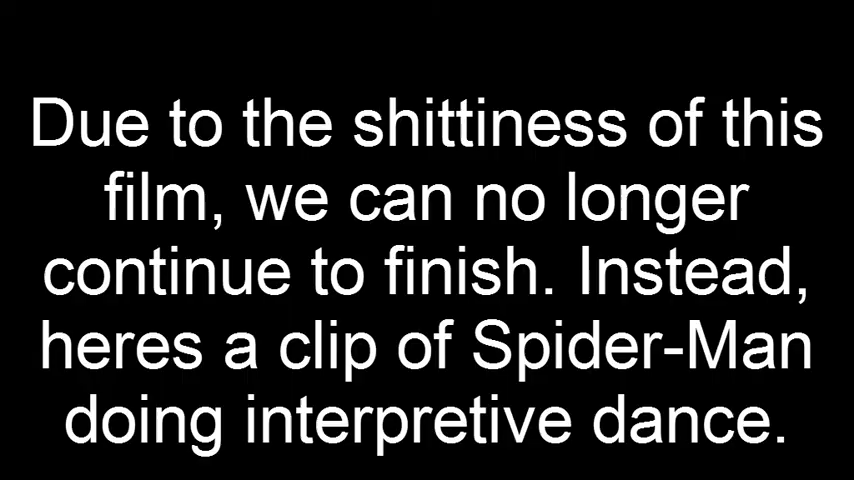 Due to the shittiness of this
film, we can no longer
continue to finish. Instead,
heres a clip of Spider-Man
doing interpretive dance.